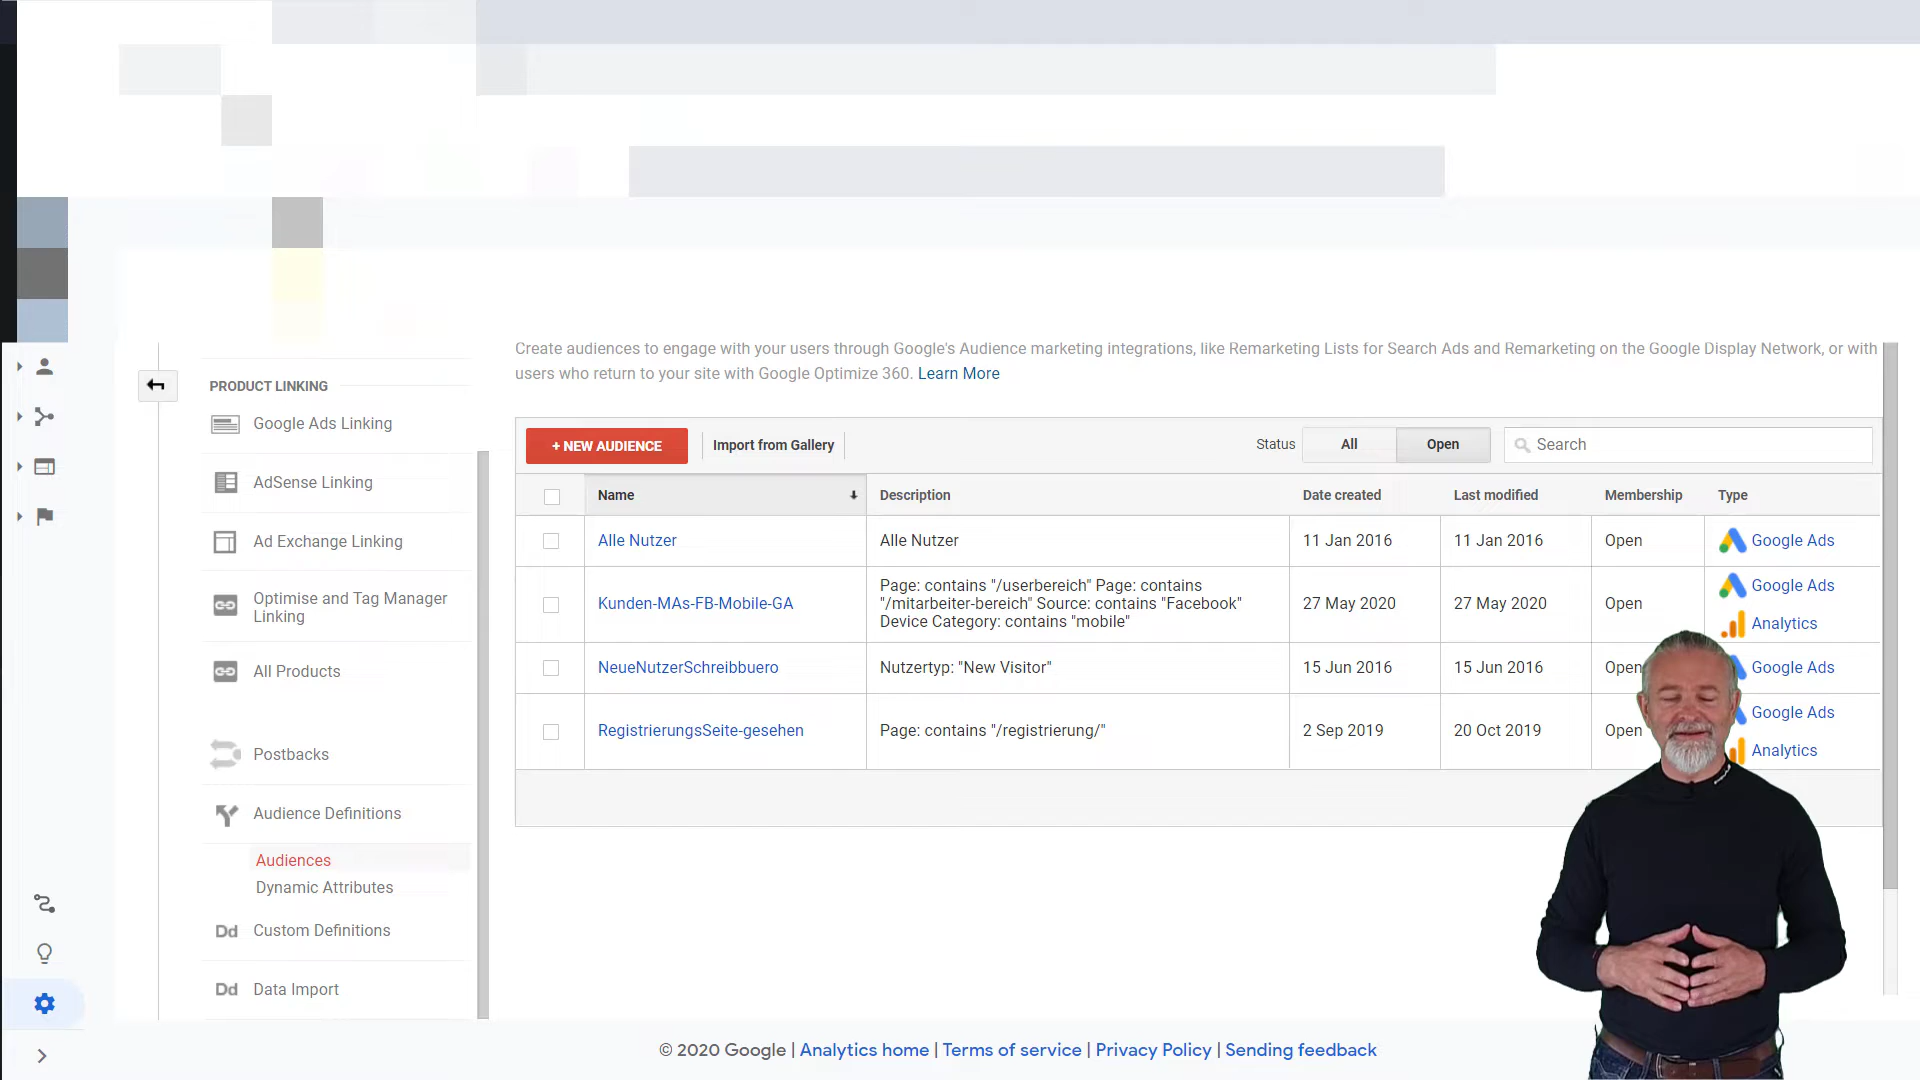 Create audiences to engage with your users through Google's Audience marketing integrations, like Remarketing Lists for Search Ads and Remarketing on the Google Display Network, or with
users who return to your site with Google Optimize 360. Learn More
PRODUCT LINKING
Google Ads Linking
AdSense Linking
Ad Exchange Linking
Optimise and Tag Manager
Linking
All Products
Postbacks
Audience Definitions
Audiences
Dynamic Attributes
Dd Custom Definitions
Dd Data Import
+ NEW AUDIENCE Import from Gallery Status All Open Search
Name Description Date created Last modified Membership Type
Alle Nutzer Alle Nutzer 11 Jan 2016 11 Jan 2016 Open Google Ads
Kunden-MAs-FB-Mobile-GA Page: contains "/userbereich" Page: contains
"/mitarbeiter-bereich" Source: contains "Facebook"
Device Category: contains "mobile" 27 May 2020 27 May 2020 Open Google Ads
Analytics
NeueNutzerSchreibbuero Nutzertyp: "New Visitor" 15 Jun 2016 15 Jun 2016 Open Google Ads
RegistrierungsSeite-gesehen Page: contains "/registrierung/" 2 Sep 2019 20 Oct 2019 Open Google Ads
Analytics
© 2020 Google | Analytics home | Terms of service | Privacy Policy | Sending feedback